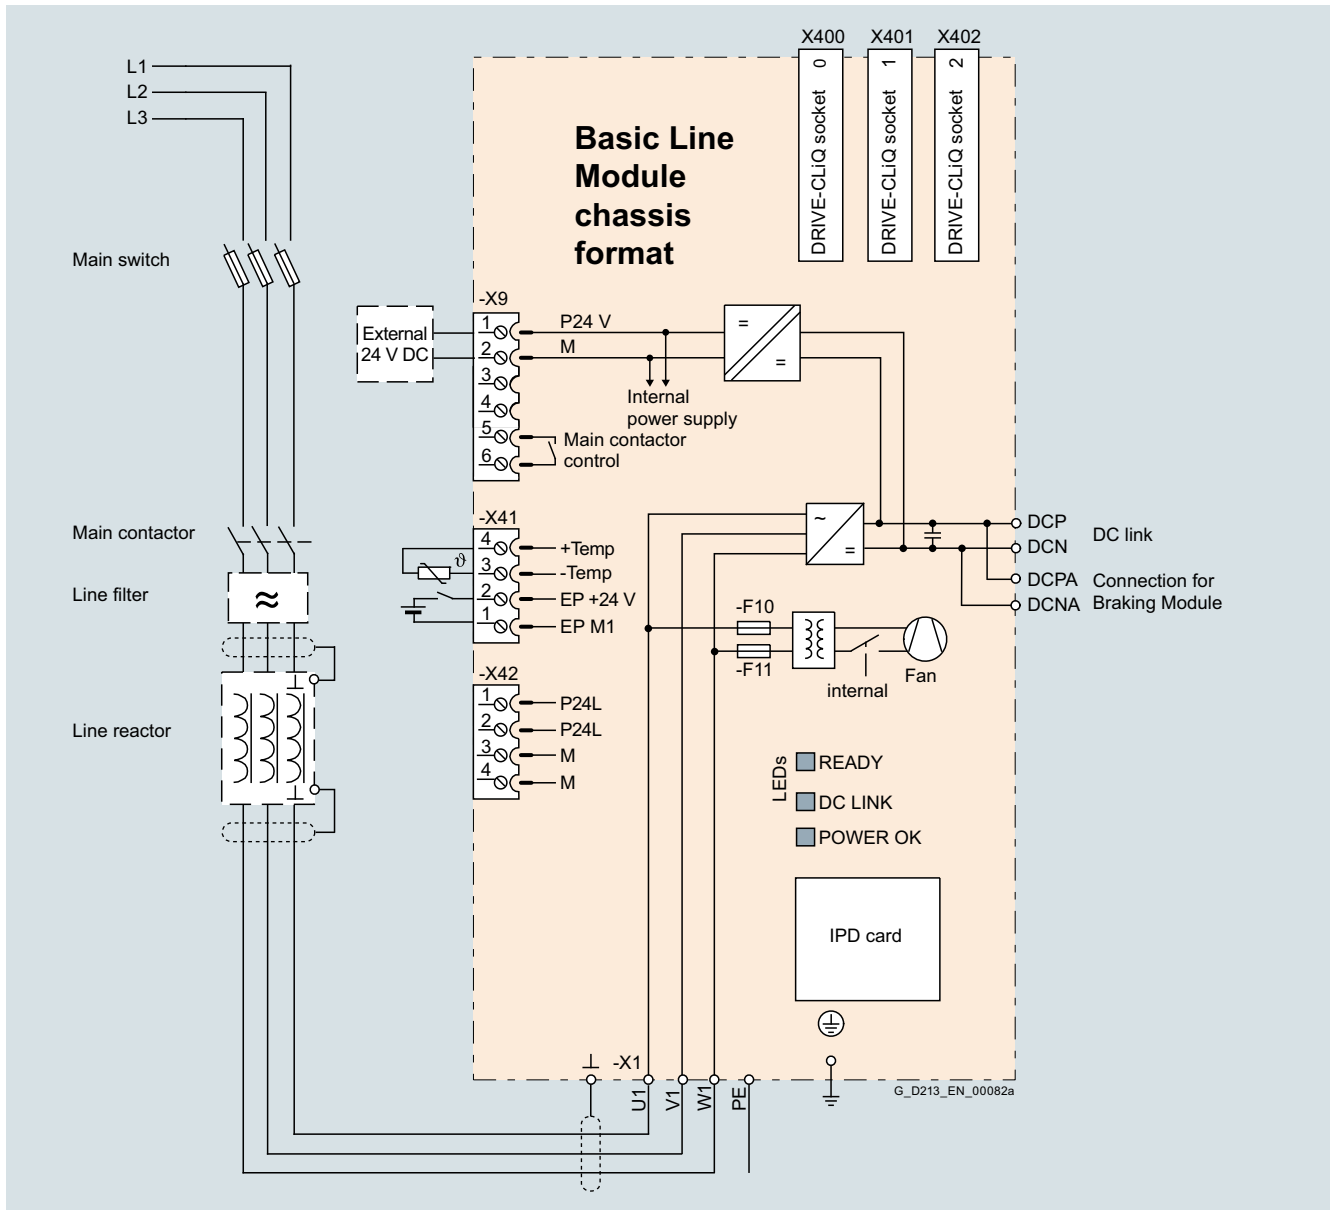 X400
X401
X402
L1
L2
L3
DRIVE-CLiQ socket 0
DRIVE-CLiQ socket 1
DRIVE-CLiQ socket 2
Basic Line
Module
chassis
format
Main switch
-X9
External
24 V DC
1
2
3
4
5
6
P24 V
M
=
=
Internal
power supply
Main contactor
control
Main contactor
Line filter
≈
Line reactor
-X41
4
3
2
1
ϑ
+Temp
-Temp
EP +24 V
EP M1
~
=
DCP
DCN
DC link
DCPA
DCNA
Connection for
Braking Module
-F10
-F11
internal
Fan
-X42
1
2
3
4
P24L
P24L
M
M
LEDs
READY
DC LINK
POWER OK
IPD card
-X1
U1
V1
W1
PE
G_D213_EN_00082a